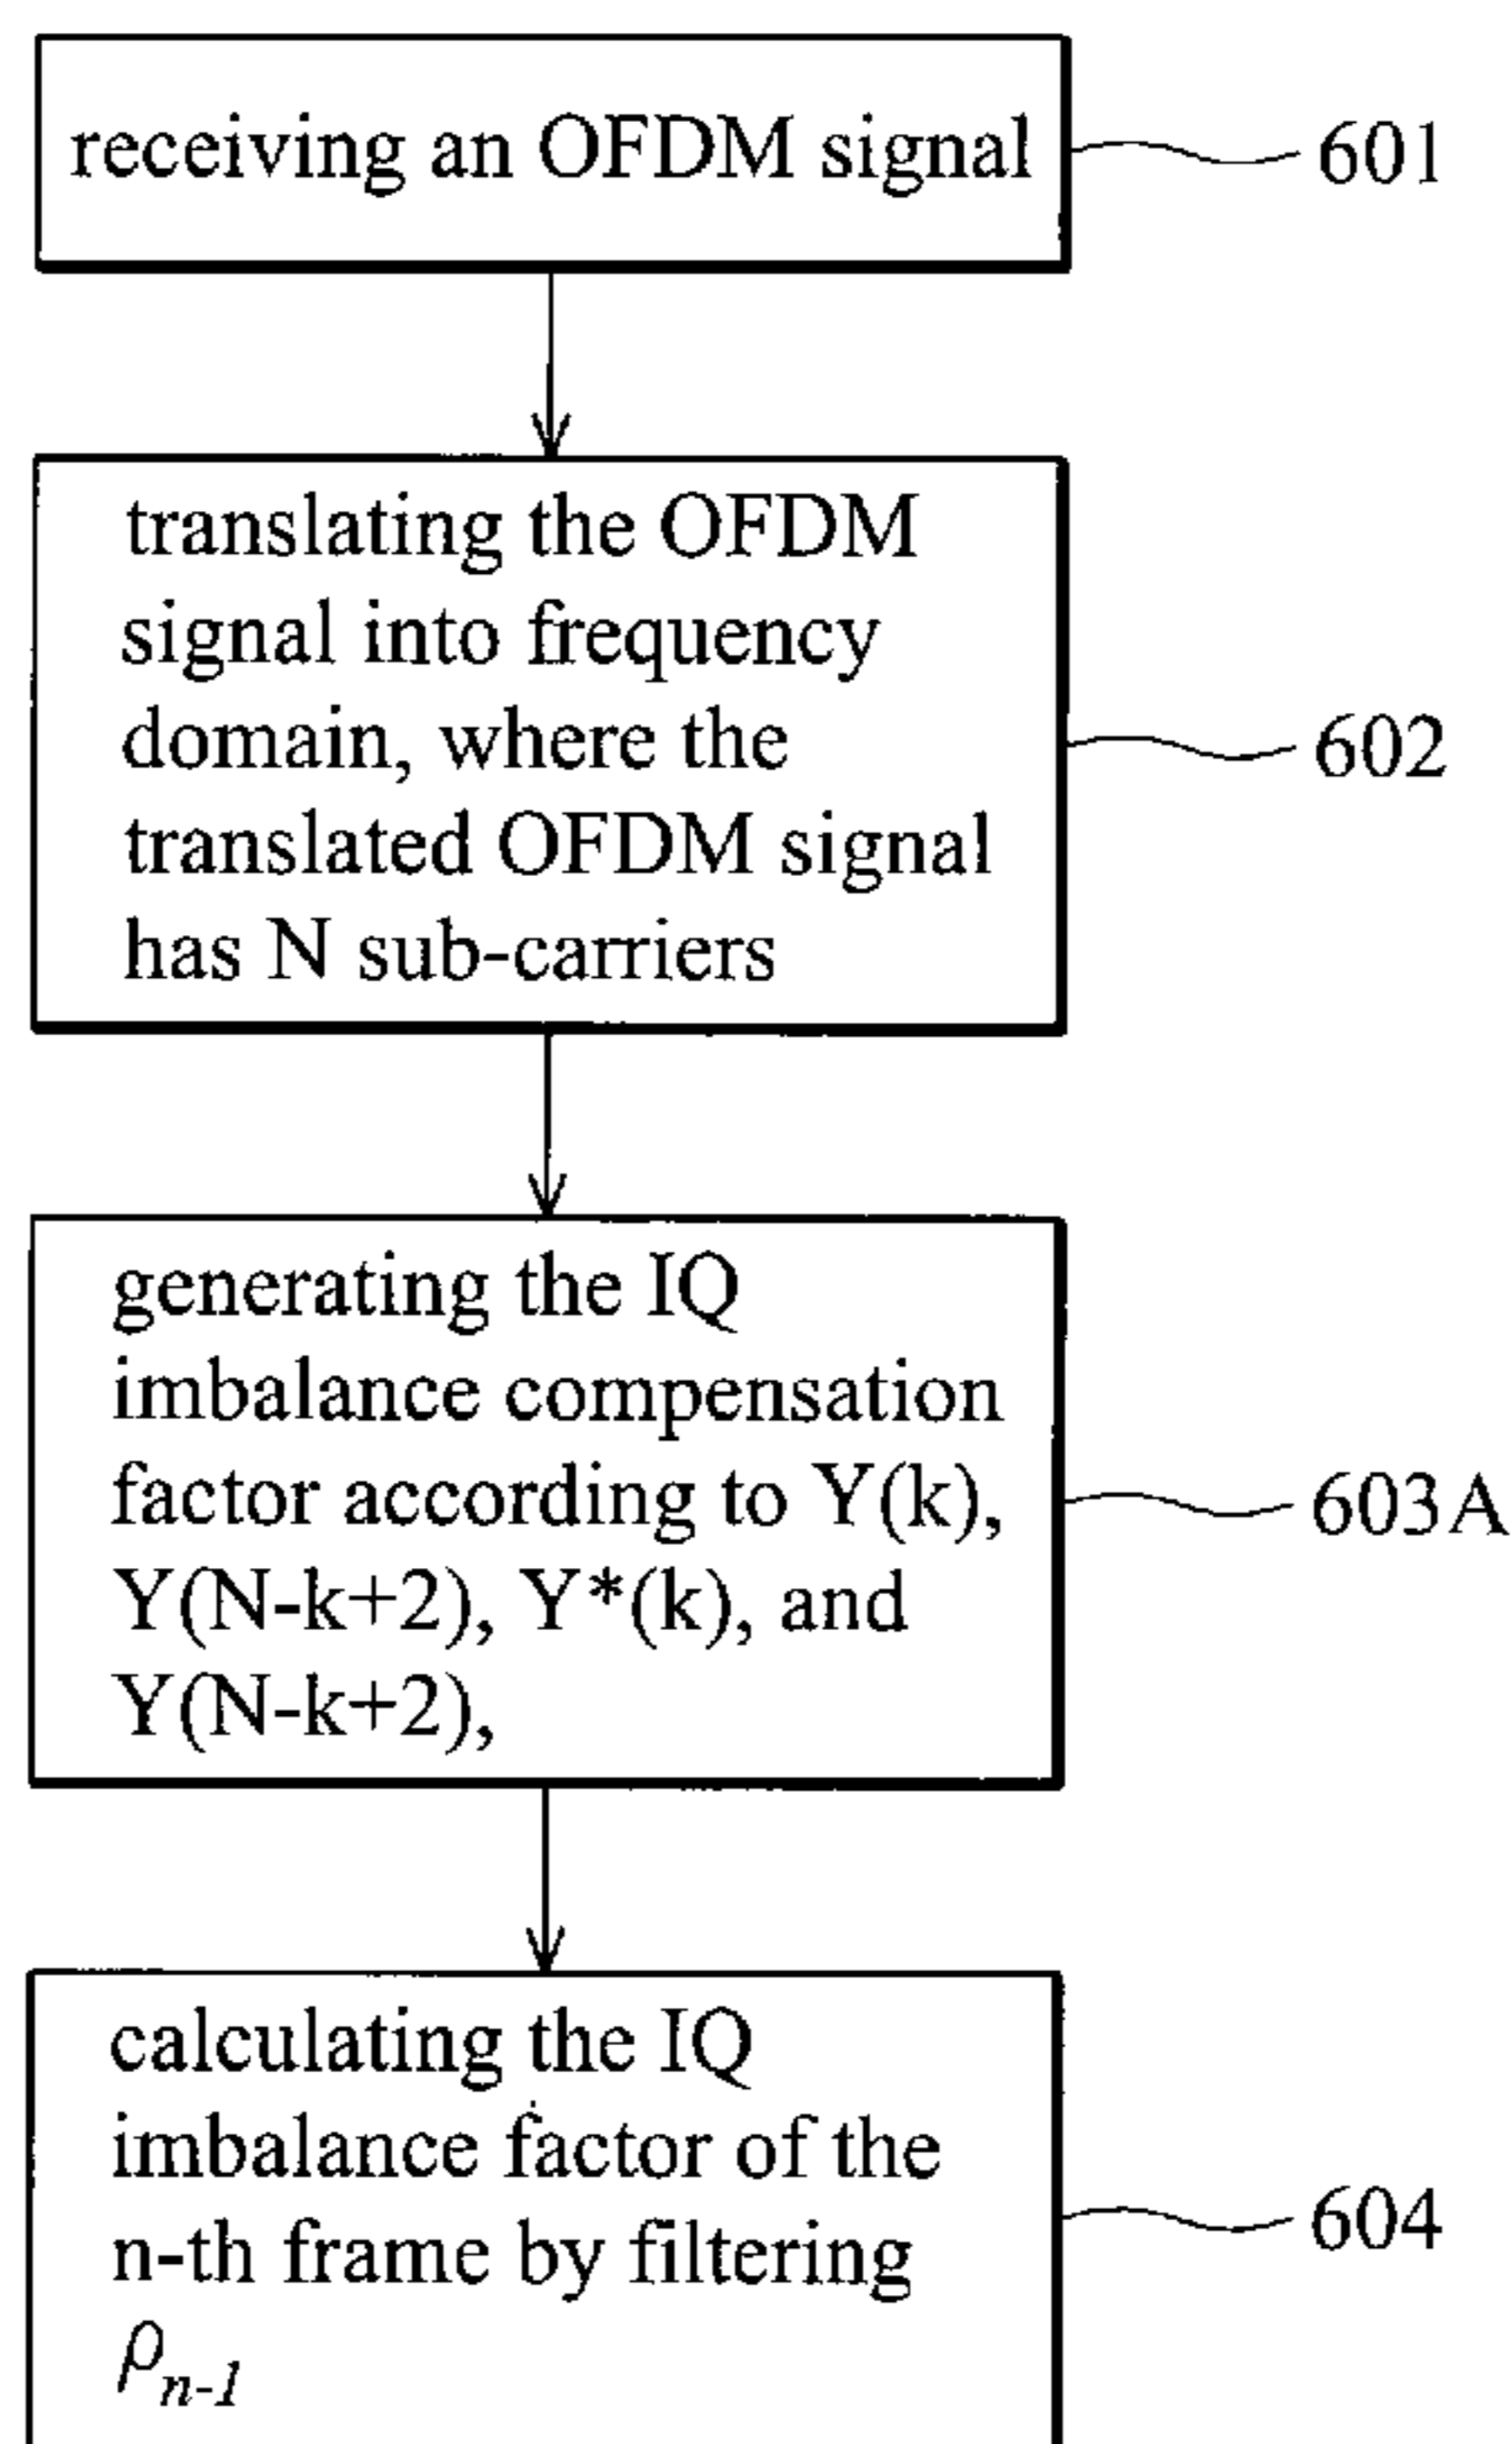 receiving an OFDM signal
601
translating the OFDM
signal into frequency
domain, where the
translated OFDM signal
has N sub-carriers
602
generating the IQ
imbalance compensation
factor according to Y(k),
Y(N-k+2), Y*(k), and
Y(N-k+2),
603A
calculating the IQ
imbalance factor of the
n-th frame by filtering
ρn-1
604